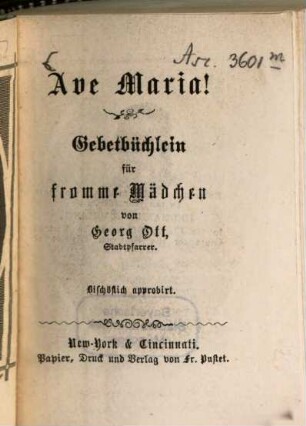 Asc. 3601 m
Ave Maria!
Gebetbüchlein
für
fromme Mädchen
von
Georg Ott,
Stadtpfarrer.
Bischöflich approbirt.
New-York & Cincinnati.
Papier, Druck und Verlag von Fr. Pustet.